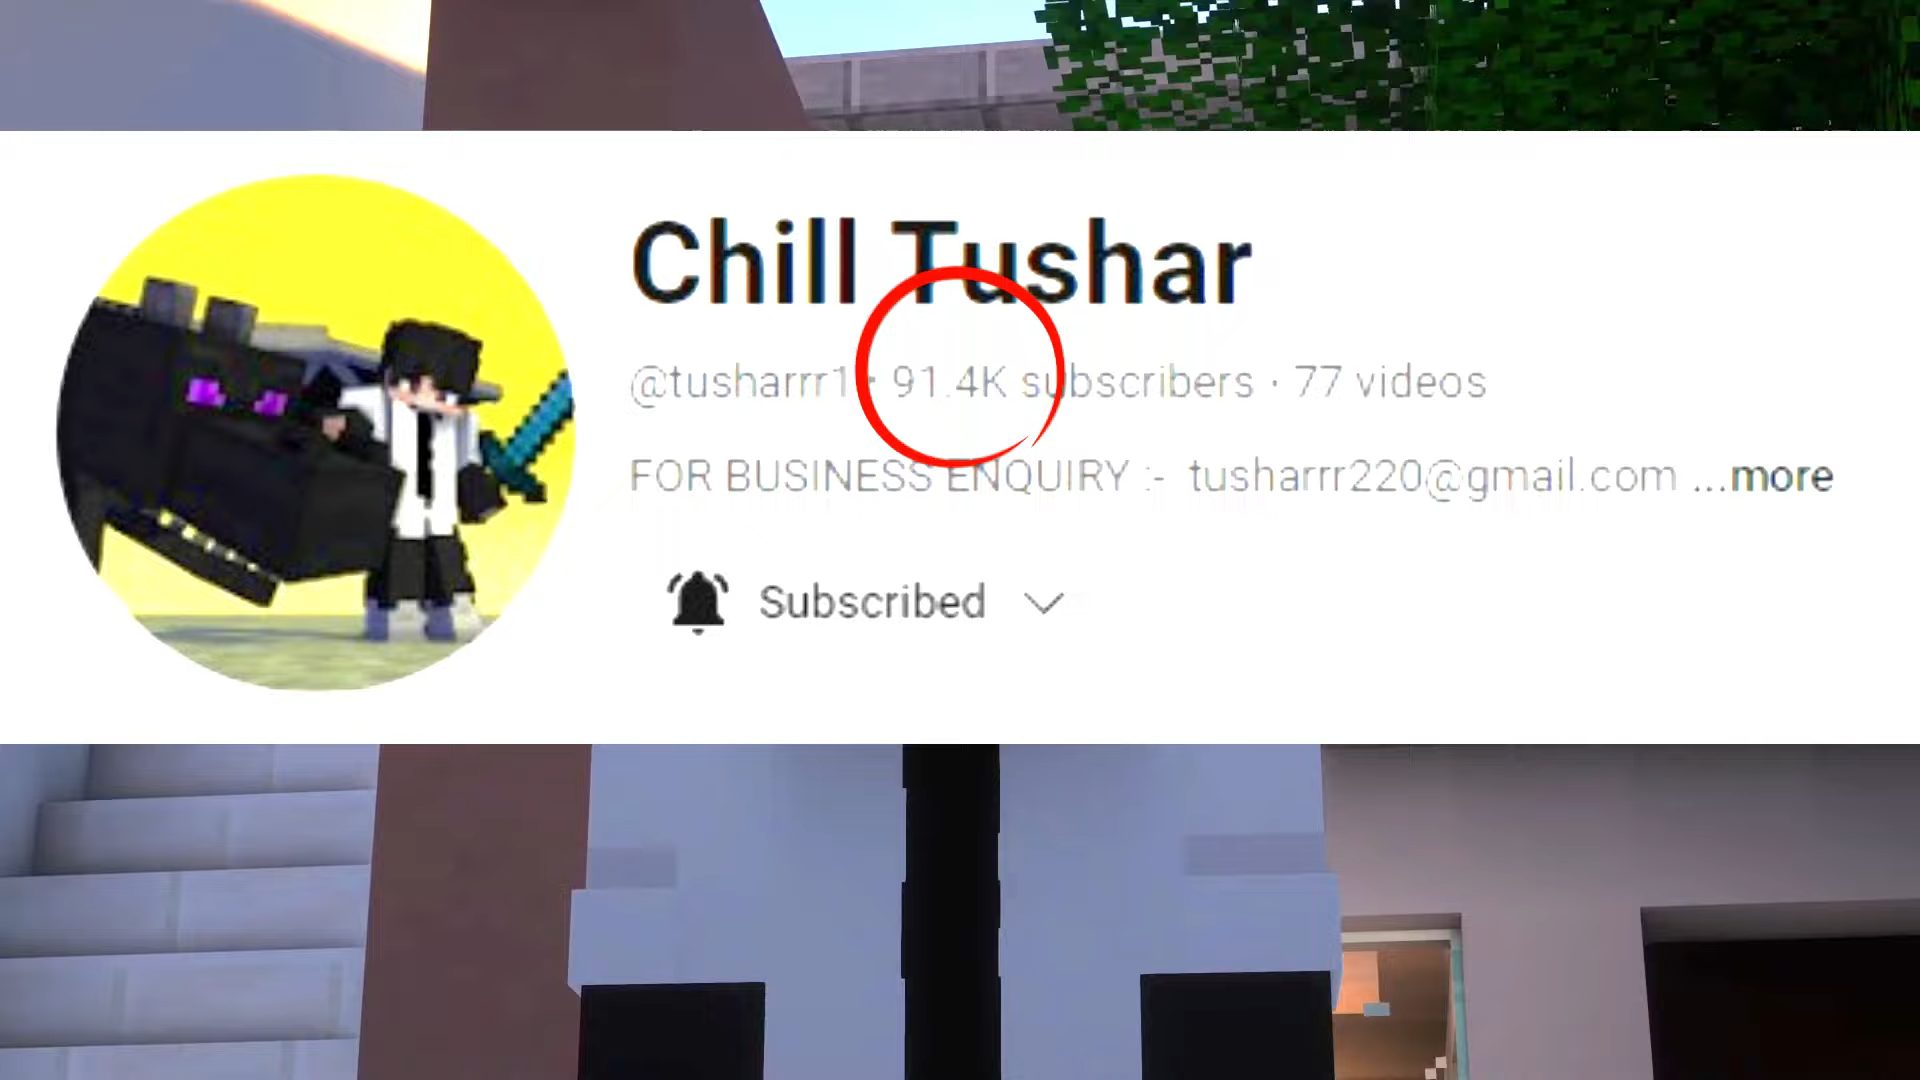 Chill Tushar
@tusharrr1 · 91.4K subscribers · 77 videos
FOR BUSINESS ENQUIRY :- tusharrr220@gmail.com ...more
Subscribed